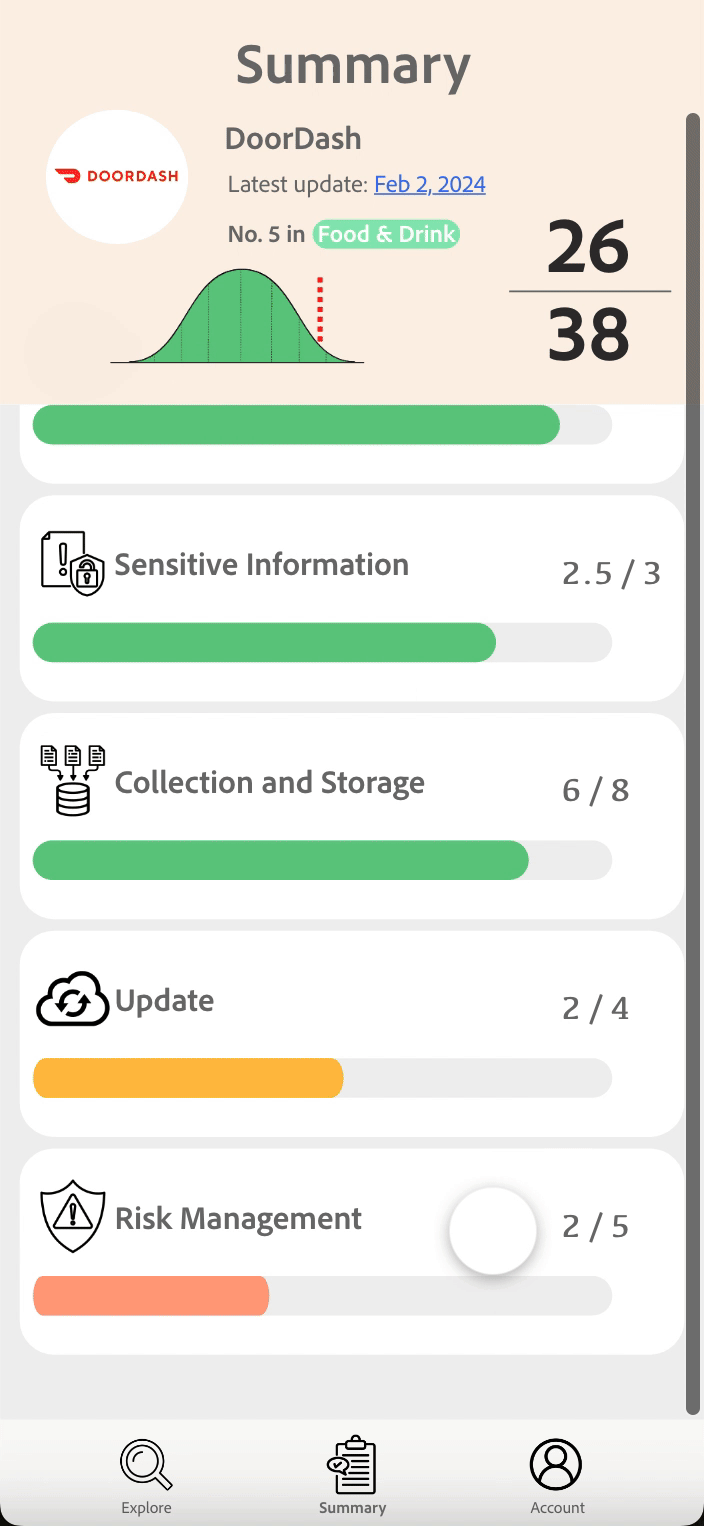 Summary
DOORDASH
DoorDash
Latest update: Feb 2, 2024
No. 5 in Food & Drink
26
38
Sensitive Information
2.5 / 3
Collection and Storage
6 / 8
Update
2 / 4
Risk Management
2 / 5
Explore
Summary
Account